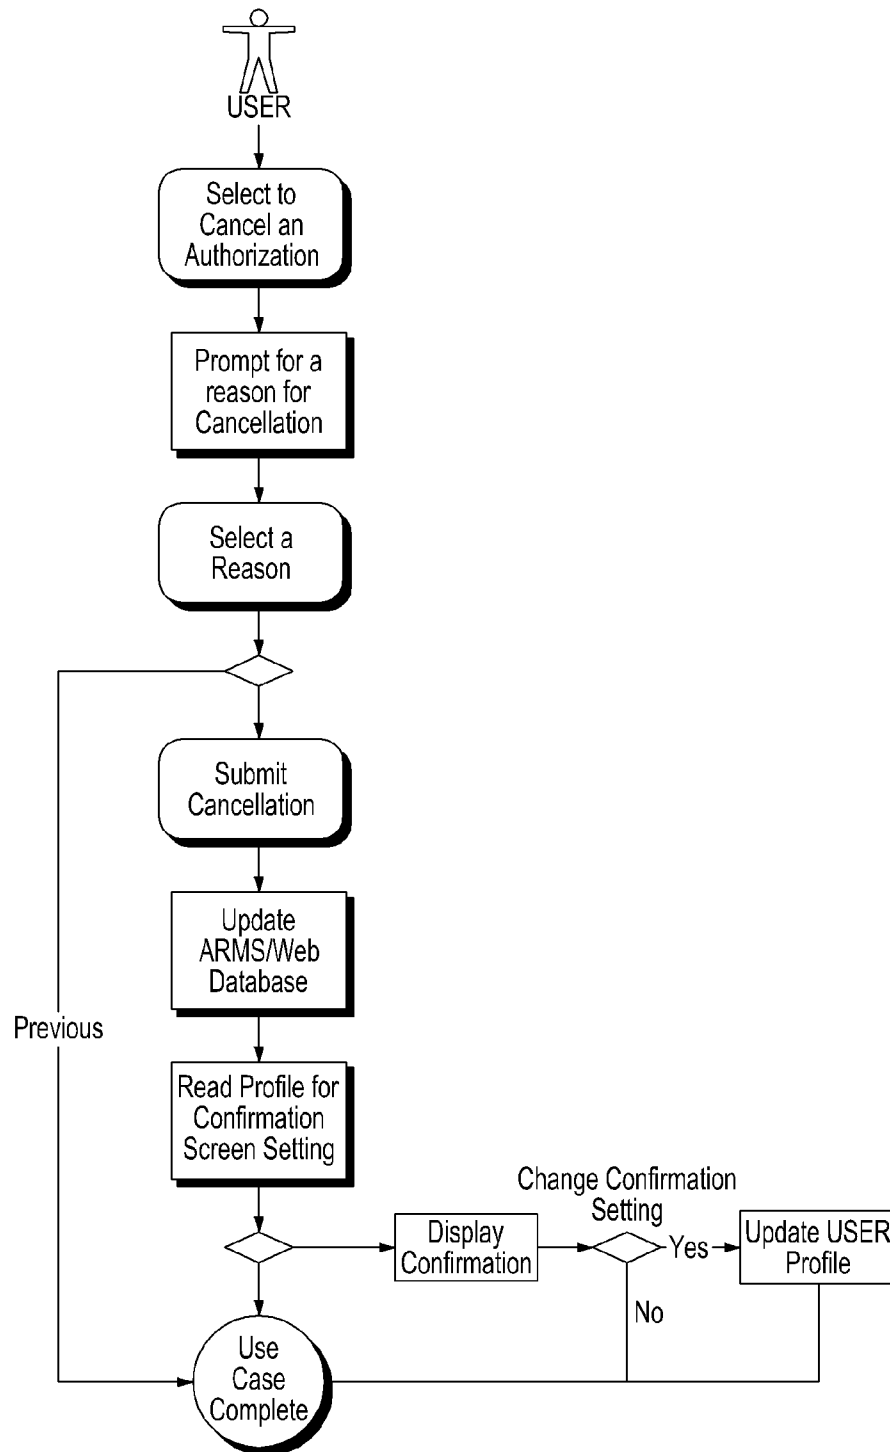 USER
Select to
Cancel an
Authorization
Prompt for a
reason for
Cancellation
Select a
Reason
Submit
Cancellation
Update
ARMS/Web
Database
Previous
Read Profile for
Confirmation
Screen Setting
Change Confirmation
Setting
Display
Confirmation
Yes
Update USER
Profile
No
Use
Case
Complete